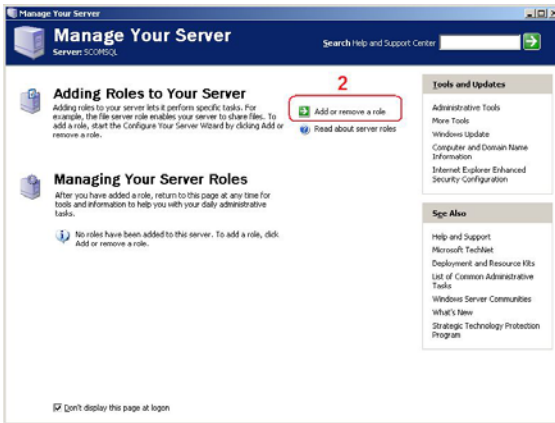 Manage Your Server
Manage Your Server
Server: SCOMSQL
Search Help and Support Center
2
Adding Roles to Your Server
Adding roles to your server lets it perform specific tasks. For
example, the file server role enables your server to share files. To
add a role, start the Configure Your Server Wizard by clicking Add or
remove a role.
Add or remove a role
Read about server roles
Managing Your Server Roles
After you have added a role, return to this page at any time for
tools and information to help you with your daily administrative
tasks.
No roles have been added to this server. To add a role, click
Add or remove a role.
Tools and Updates
Administrative Tools
More Tools
Windows Update
Computer and Domain Name
Information
Internet Explorer Enhanced
Security Configuration
See Also
Help and Support
Microsoft TechNet
Deployment and Resource Kits
List of Common Administrative
Tasks
Windows Server Communities
What's New
Strategic Technology Protection
Program
Don't display this page at logon